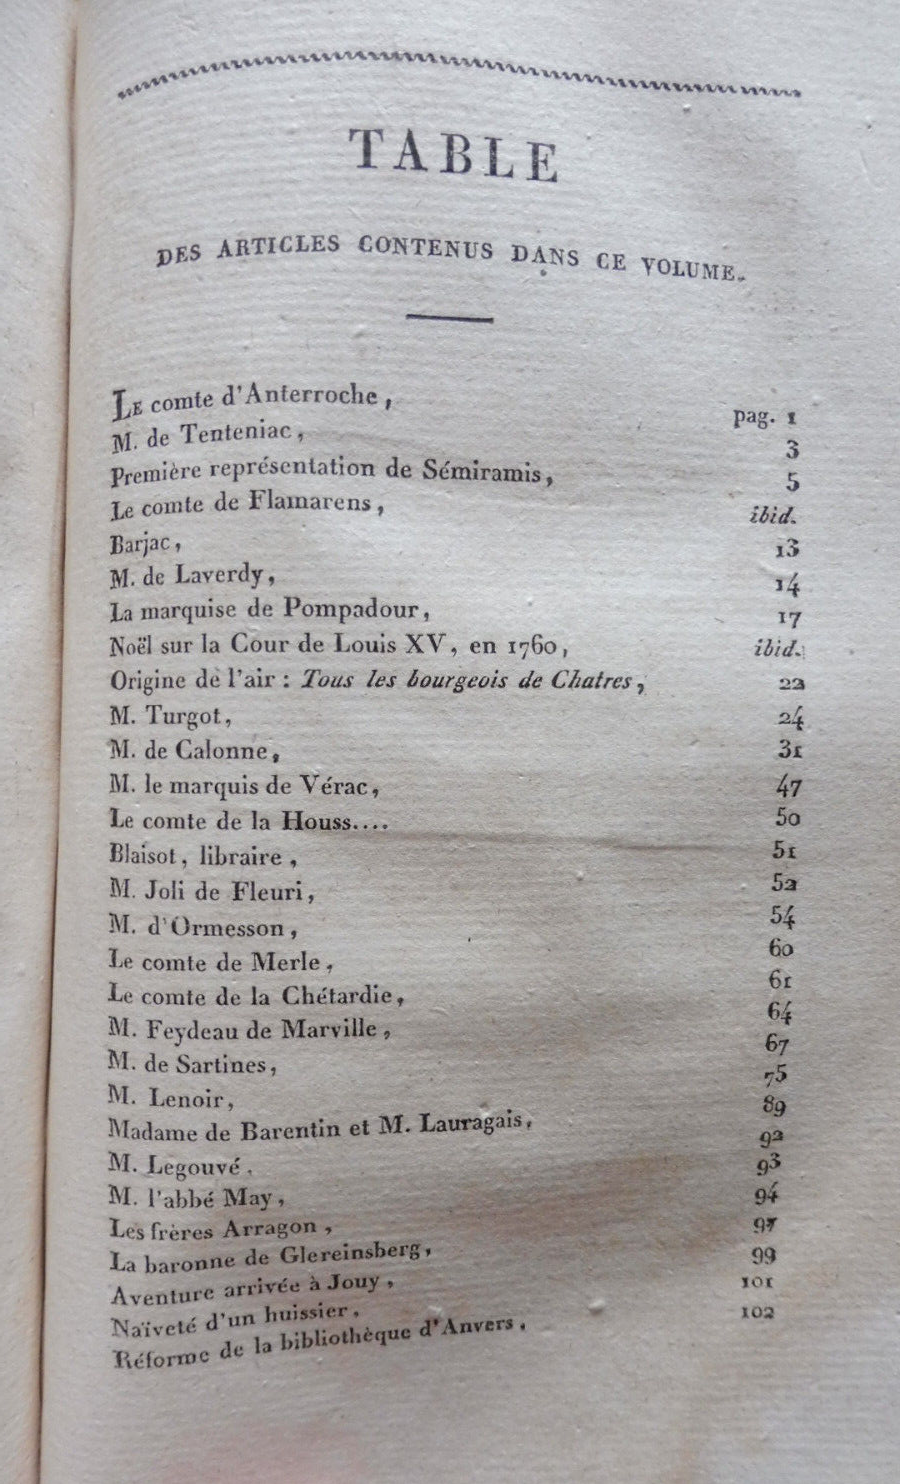 TABLE
DES ARTICLES CONTENUS DANS CE VOLUME.
LE comte d'Anterroche, pag. 1
M. de Tenteniac, 3
Première représentation de Sémiramis, 5
Le comte de Flamarens, ibid.
Barjac, 13
M. de Laverdy, 14
La marquise de Pompadour, 17
Noël sur la Cour de Louis XV, en 1760, ibid.
Origine de l'air : Tous les bourgeois de Chatres, 22
M. Turgot, 24
M. de Calonne, 31
M. le marquis de Vérac, 47
Le comte de la Houss.... 50
Blaisot, libraire, 51
M. Joli de Fleuri, 52
M. d'Ormesson, 54
Le comte de Merle, 60
Le comte de la Chétardie, 61
M. Feydeau de Marville, 64
M. de Sartines, 67
M. Lenoir, 75
Madame de Barentin et M. Lauragais, 89
M. Legouvé, 92
M. l'abbé May, 93
Les frères Arragon, 94
La baronne de Glereinsberg, 97
Aventure arrivée à Jouy, 99
Naïveté d'un huissier, 101
Réforme de la bibliothèque d'Anvers, 102